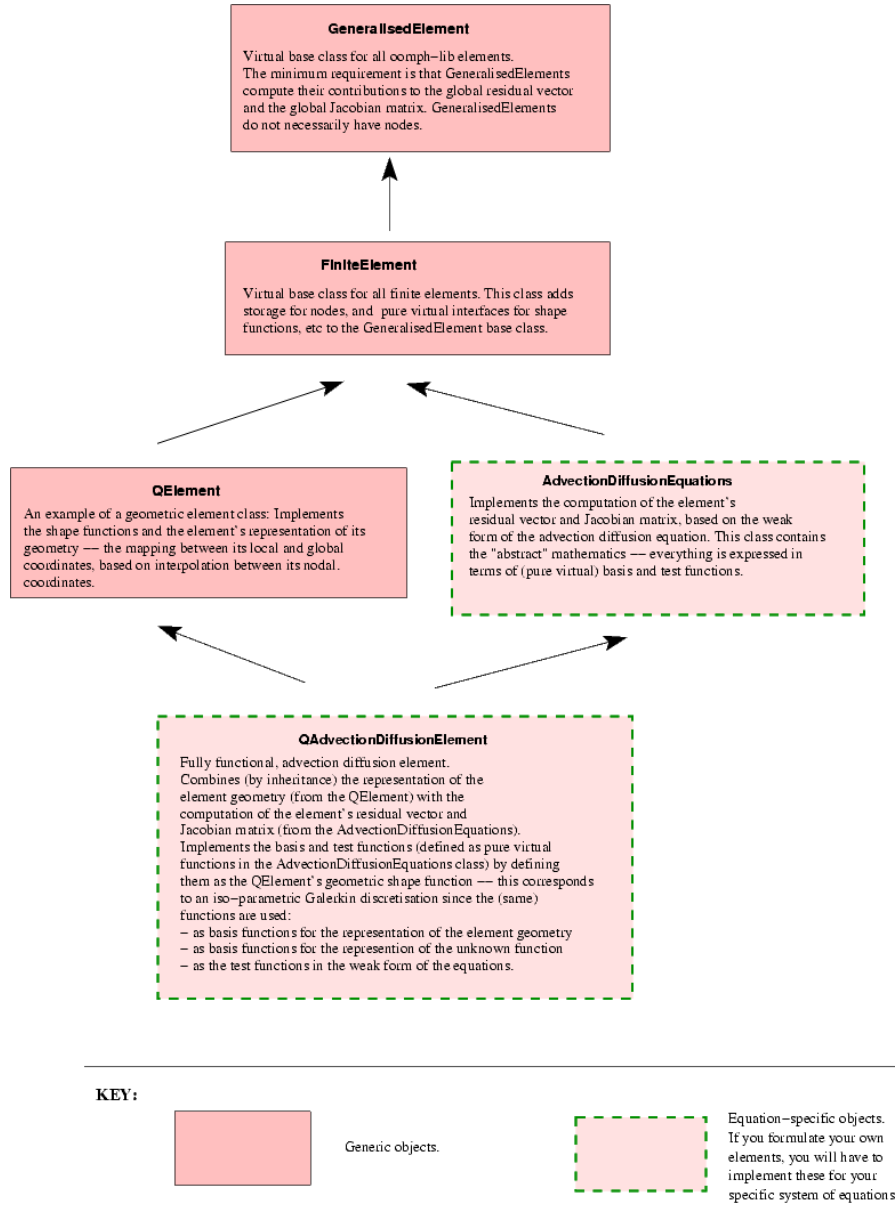 GeneralisedElement
Virtual base class for all oomph-lib elements.
The minimum requirement is that GeneralisedElements
compute their contributions to the global residual vector
and the global Jacobian matrix. GeneralisedElements
do not necessarily have nodes.
FiniteElement
Virtual base class for all finite elements. This class adds
storage for nodes, and pure virtual interfaces for shape
functions, etc to the GeneralisedElement base class.
QElement
An example of a geometric element class: Implements
the shape functions and the element's representation of its
geometry –– the mapping between its local and global
coordinates, based on interpolation between its nodal.
coordinates.
AdvectionDiffusionEquations
Implements the computation of the element's
residual vector and Jacobian matrix, based on the weak
form of the advection diffusion equation. This class contains
the "abstract" mathematics –– everything is expressed in
terms of (pure virtual) basis and test functions.
QAdvectionDiffusionElement
Fully functional, advection diffusion element.
Combines (by inheritance) the representation of the
element geometry (from the QElement) with the
computation of the element's residual vector and
Jacobian matrix (from the AdvectionDiffusionEquations).
Implements the basis and test functions (defined as pure virtual
functions in the AdvectionDiffusionEquations class) by defining
them as the QElement's geometric shape function –– this corresponds
to an iso-parametric Galerkin discretisation since the (same)
functions are used:
– as basis functions for the representation of the element geometry
– as basis functions for the represention of the unknown function
– as the test functions in the weak form of the equations.
KEY:
Generic objects.
Equation-specific objects.
If you formulate your own
elements, you will have to
implement these for your
specific system of equations